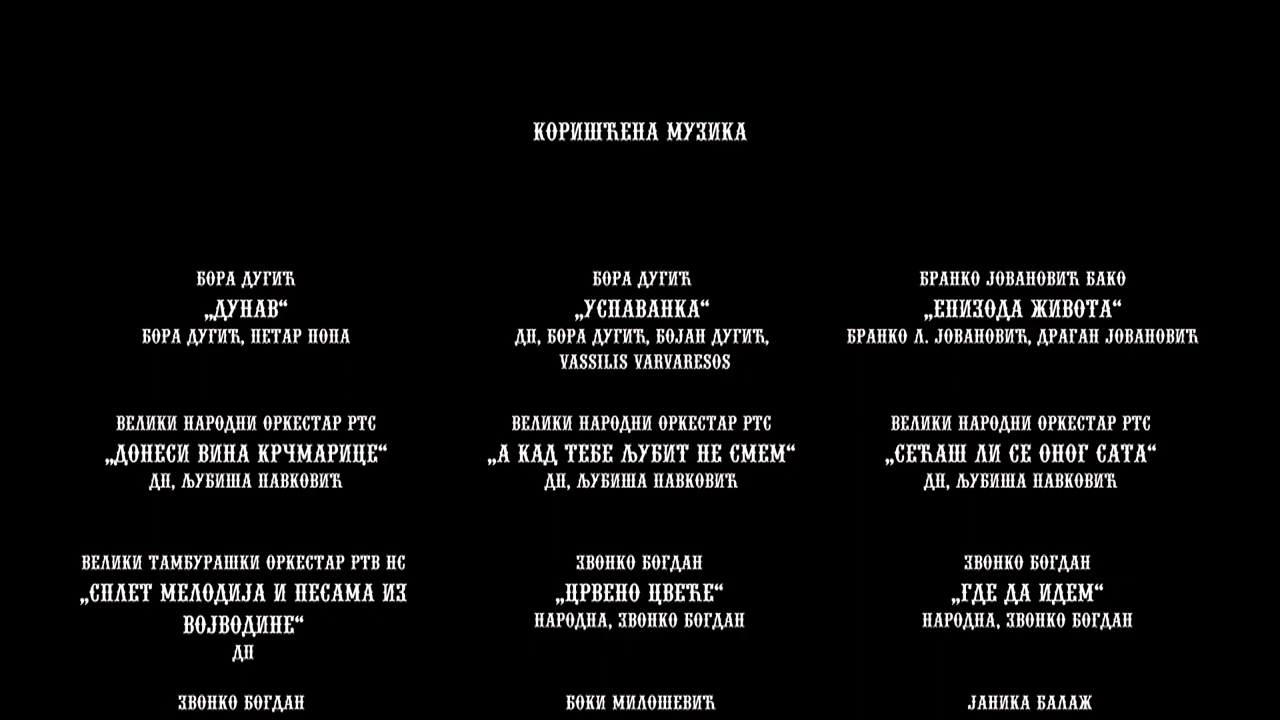 КОРИШЋЕНА МУЗИКА
БОРА ДУГИЋ
„ДУНАВ“
БОРА ДУГИЋ, ПЕТАР ПОПА
БОРА ДУГИЋ
„УСПАВАНКА“
ДП, БОРА ДУГИЋ, БОЈАН ДУГИЋ,
VASSILIS VARVARESOS
БРАНКО ЈОВАНОВИЋ БАКО
„ЕПИЗОДА ЖИВОТА“
БРАНКО Л. ЈОВАНОВИЋ, ДРАГАН ЈОВАНОВИЋ
ВЕЛИКИ НАРОДНИ ОРКЕСТАР РТС
„ДОНЕСИ ВИНА КРЧМАРИЦЕ“
ДП, ЉУБИША ПАВКОВИЋ
ВЕЛИКИ НАРОДНИ ОРКЕСТАР РТС
„А КАД ТЕБЕ ЉУБИТ НЕ СМЕМ“
ДП, ЉУБИША ПАВКОВИЋ
ВЕЛИКИ НАРОДНИ ОРКЕСТАР РТС
„СЕЋАШ ЛИ СЕ ОНОГ САТА“
ДП, ЉУБИША ПАВКОВИЋ
ВЕЛИКИ ТАМБУРАШКИ ОРКЕСТАР РТВ НС
„СПЛЕТ МЕЛОДИЈА И ПЕСАМА ИЗ
ВОЈВОДИНЕ“
ДП
ЗВОНКО БОГДАН
„ЦРВЕНО ЦВЕЋЕ“
НАРОДНА, ЗВОНКО БОГДАН
ЗВОНКО БОГДАН
„ГДЕ ДА ИДЕМ“
НАРОДНА, ЗВОНКО БОГДАН
ЗВОНКО БОГДАН
БОКИ МИЛОШЕВИЋ
ЈАНИКА БАЛАЖ